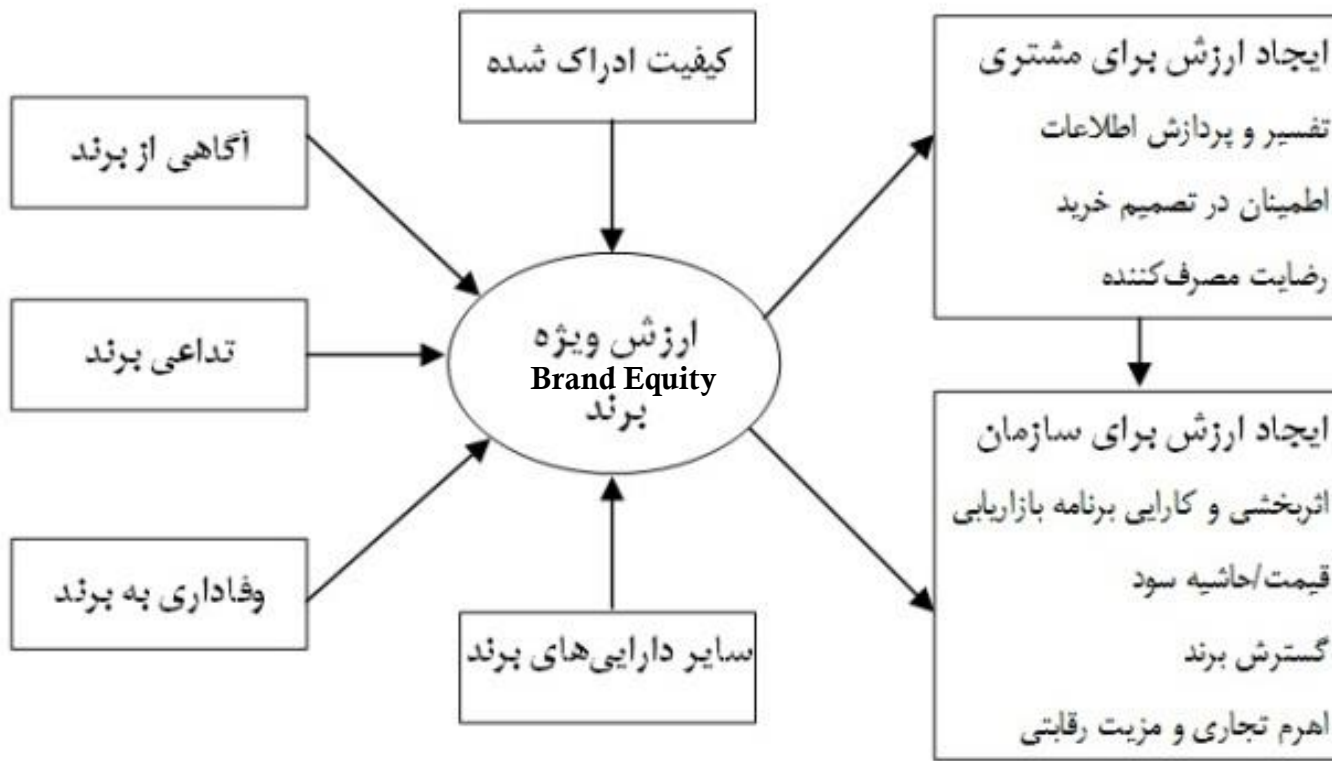 کیفیت ادراک شده
آگاهی از برند
تداعی برند
وفاداری به برند
سایر دارایی‌های برند
ارزش ویژه
Brand Equity
برند
ایجاد ارزش برای مشتری
تفسیر و پردازش اطلاعات
اطمینان در تصمیم خرید
رضایت مصرف‌کننده
ایجاد ارزش برای سازمان
اثربخشی و کارایی برنامه بازاریابی
قیمت/حاشیه سود
گسترش برند
اهرم تجاری و مزیت رقابتی